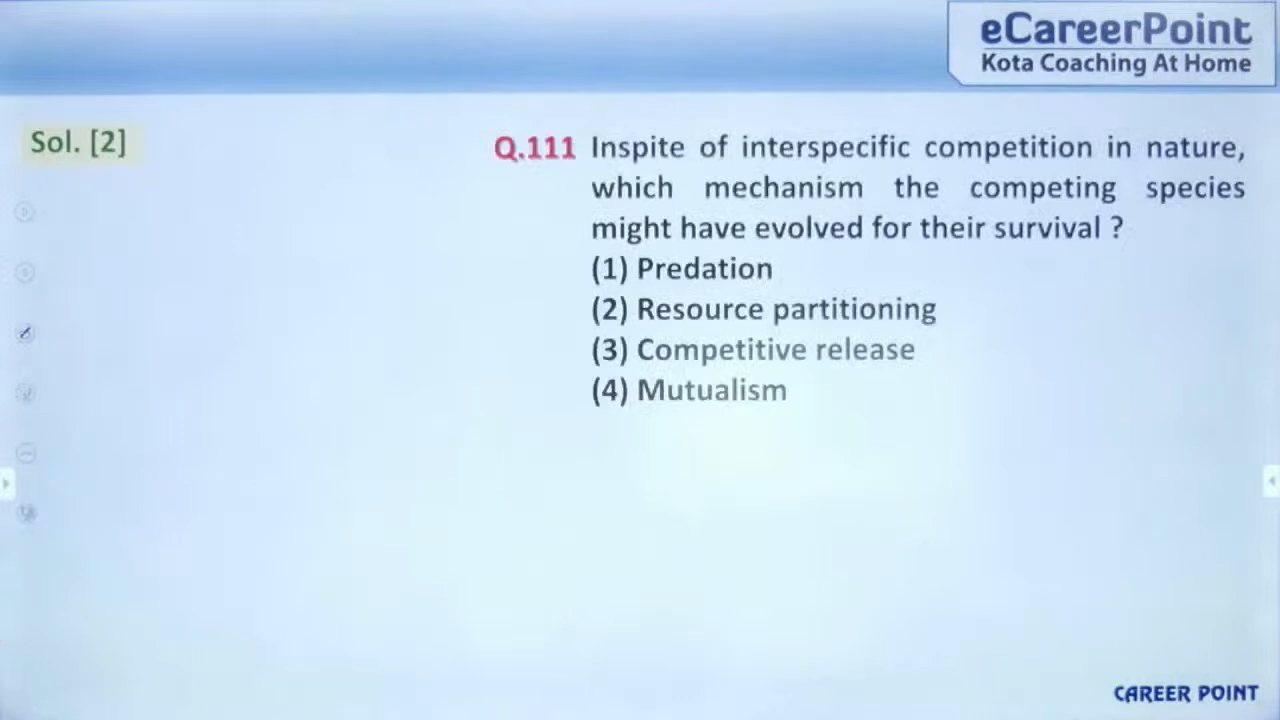 eCareerPoint
Kota Coaching At Home
Sol. [2]
Q.111 Inspite of interspecific competition in nature,
which mechanism the competing species
might have evolved for their survival ?
(1) Predation
(2) Resource partitioning
(3) Competitive release
(4) Mutualism
CAREER POINT